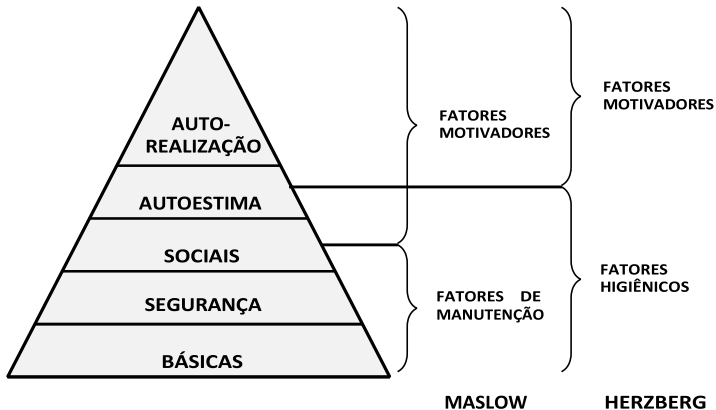 AUTO-
REALIZAÇÃO
AUTOESTIMA
SOCIAIS
SEGURANÇA
BÁSICAS
FATORES
MOTIVADORES
FATORES DE
MANUTENÇÃO
MASLOW
FATORES
MOTIVADORES
FATORES
HIGIÊNICOS
HERZBERG